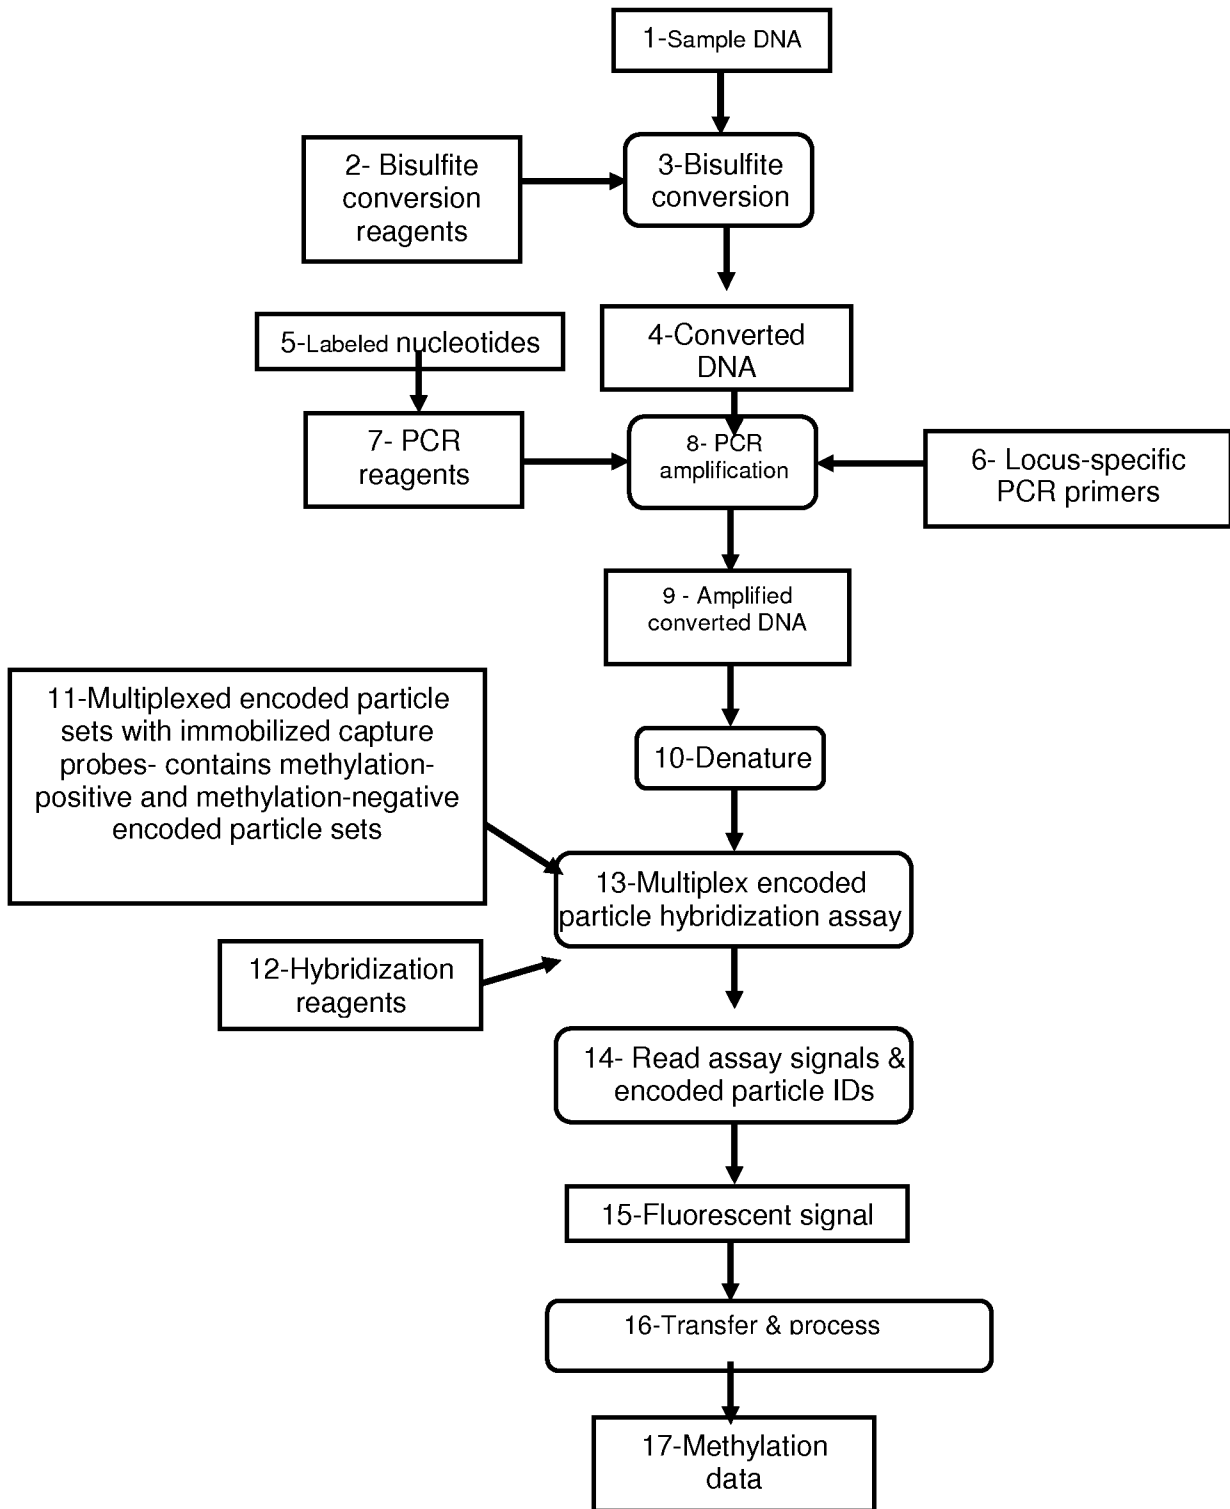 1-Sample DNA
2- Bisulfite
conversion
reagents
3-Bisulfite
conversion
5-Labeled nucleotides
4-Converted
DNA
7- PCR
reagents
8- PCR
amplification
6- Locus-specific
PCR primers
9 - Amplified
converted DNA
11-Multiplexed encoded particle
sets with immobilized capture
probes- contains methylation-
positive and methylation-negative
encoded particle sets
10-Denature
13-Multiplex encoded
particle hybridization assay
12-Hybridization
reagents
14- Read assay signals &
encoded particle IDs
15-Fluorescent signal
16-Transfer & process
17-Methylation
data